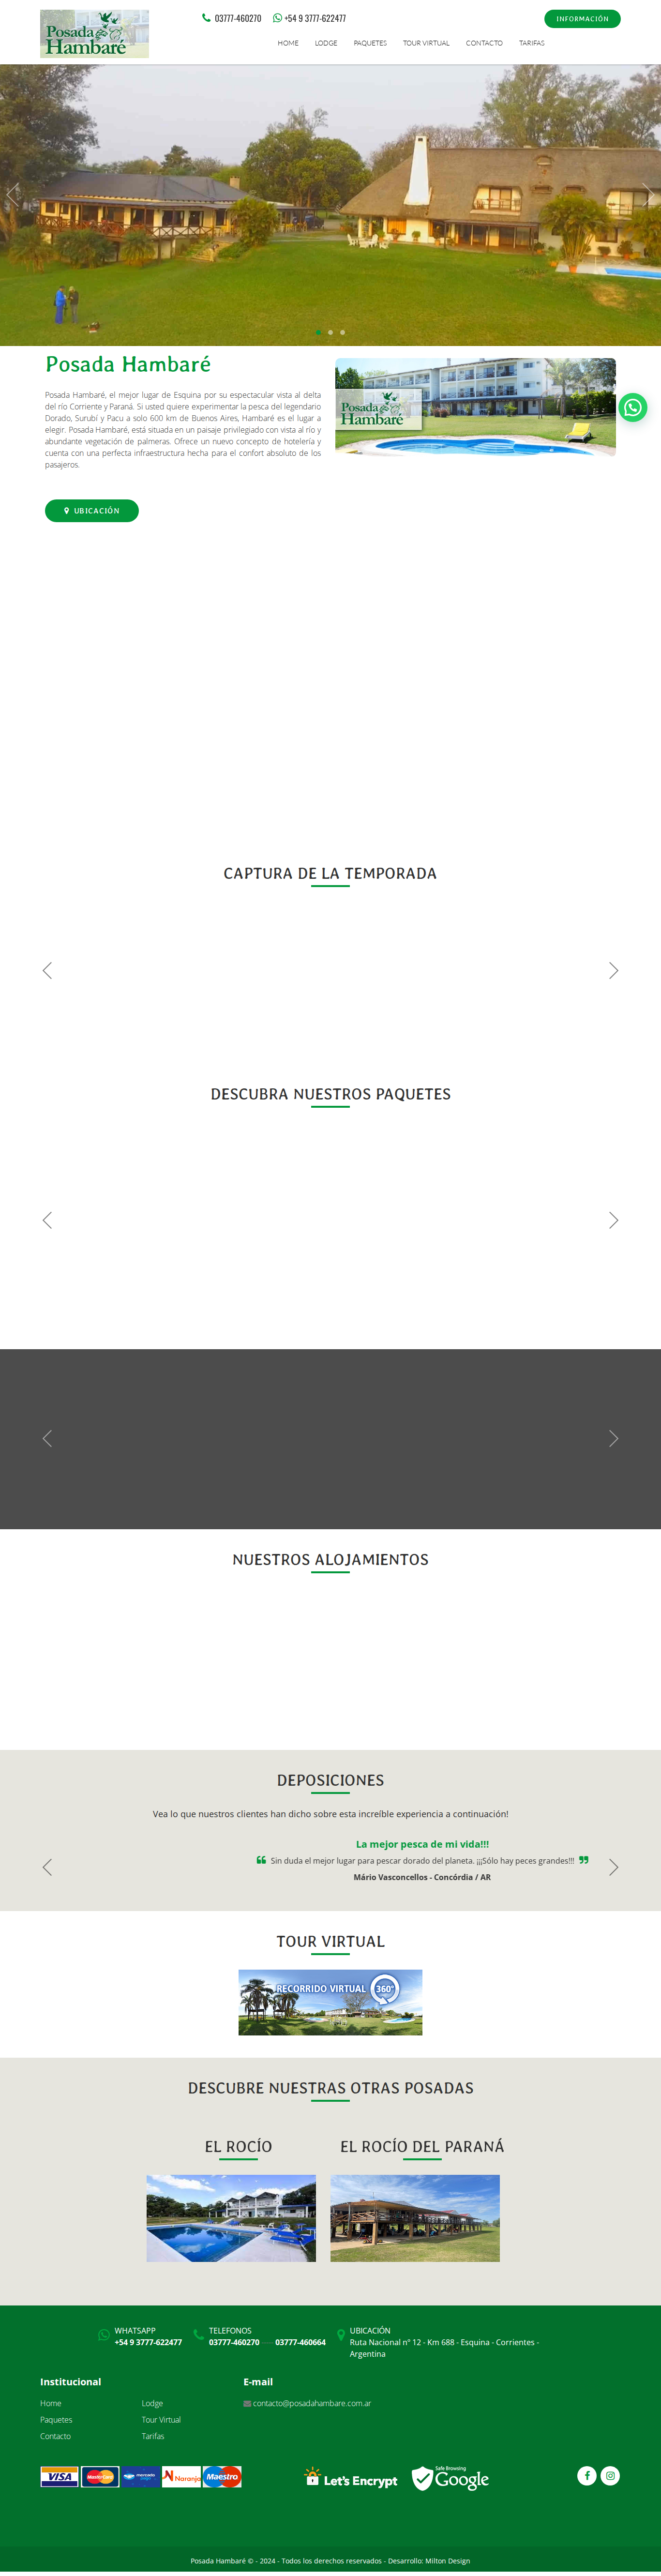 Posada
Hambaré
03777-460270
+54 9 3777-622477
INFORMACIÓN
HOME
LODGE
PAQUETES
TOUR VIRTUAL
CONTACTO
TARIFAS
Posada Hambaré
Posada Hambaré, el mejor lugar de Esquina por su espectacular vista al delta
del río Corriente y Paraná. Si usted quiere experimentar la pesca del legendario
Dorado, Surubí y Pacu a solo 600 km de Buenos Aires, Hambaré es el lugar a
elegir. Posada Hambaré, está situada en un paisaje privilegiado con vista al río y
abundante vegetación de palmeras. Ofrece un nuevo concepto de hotelería y
cuenta con una perfecta infraestructura hecha para el confort absoluto de los
pasajeros.
Posada
Hambaré
UBICACIÓN
CAPTURA DE LA TEMPORADA
DESCUBRA NUESTROS PAQUETES
NUESTROS ALOJAMIENTOS
DEPOSICIONES
Vea lo que nuestros clientes han dicho sobre esta increíble experiencia a continuación!
La mejor pesca de mi vida!!!
Sin duda el mejor lugar para pescar dorado del planeta. ¡¡¡Sólo hay peces grandes!!!
Mário Vasconcellos - Concórdia / AR
TOUR VIRTUAL
RECORRIDO VIRTUAL 360°
DESCUBRE NUESTRAS OTRAS POSADAS
EL ROCÍO
EL ROCÍO DEL PARANÁ
WHATSAPP
+54 9 3777-622477
TELEFONOS
03777-460270 03777-460664
UBICACIÓN
Ruta Nacional nº 12 - Km 688 - Esquina - Corrientes -
Argentina
Institucional
Home
Lodge
Paquetes
Tour Virtual
Contacto
Tarifas
E-mail
contacto@posadahambare.com.ar
VISA
MasterCard
mercado
pago
Naranja
Maestro
Let's Encrypt
Safe Browsing
Google
Posada Hambaré © - 2024 - Todos los derechos reservados - Desarrollo: Milton Design